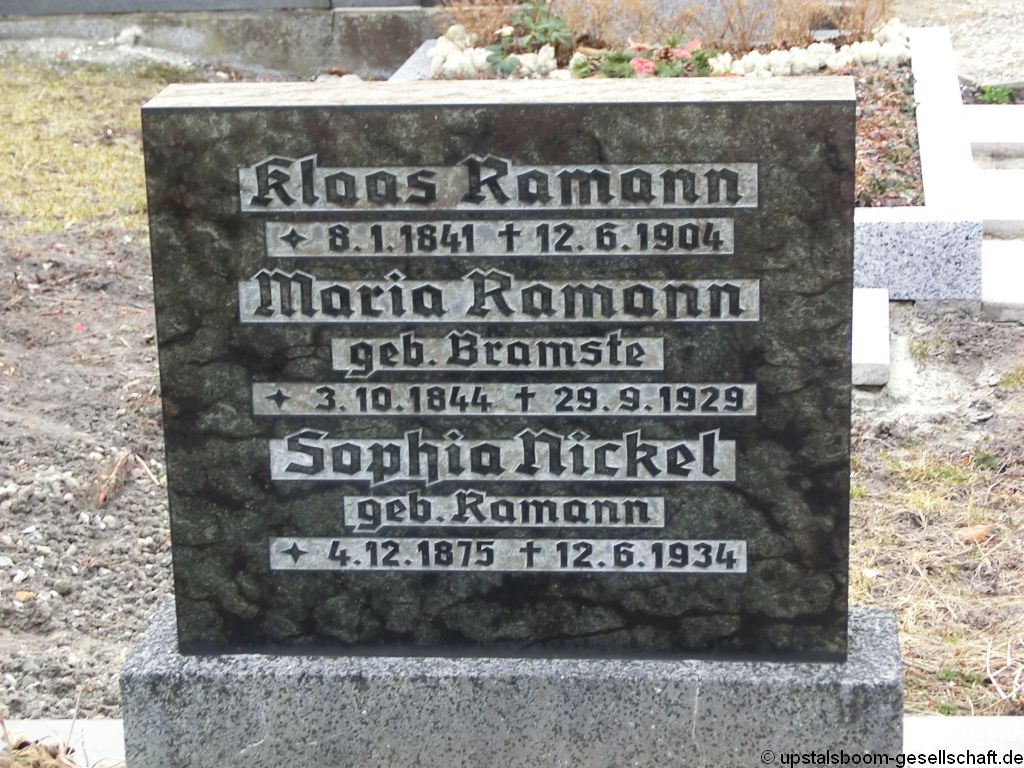 Klaas Ramann
✦ 8.1.1841 † 12.6.1904
Maria Ramann
geb. Bramste
✦ 3.10.1844 † 29.9.1929
Sophia Nickel
geb. Ramann
✦ 4.12.1875 † 12.6.1934
© upstalsboom-gesellschaft.de